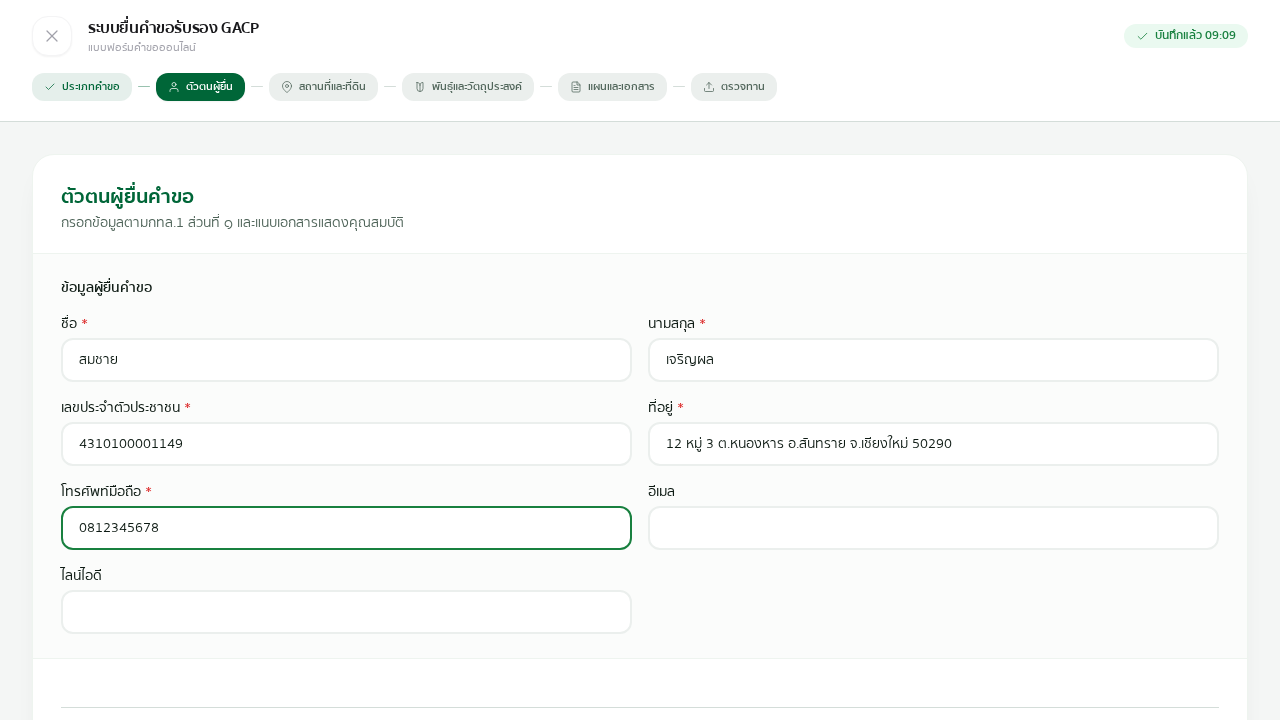 ระบบยื่นคำขอรับรอง GACP
แบบฟอร์มคำขอออนไลน์
บันทึกแล้ว 09:09
ประเภทคำขอ
ตัวตนผู้ยื่น
สถานที่และที่ดิน
พันธุ์และวัตถุประสงค์
แผนและเอกสาร
ตรวจทาน
ตัวตนผู้ยื่นคำขอ
กรอกข้อมูลตามกทล.1 ส่วนที่ ๑ และแนบเอกสารแสดงคุณสมบัติ
ข้อมูลผู้ยื่นคำขอ
ชื่อ *
นามสกุล *
สมชาย
เจริญผล
เลขประจำตัวประชาชน *
ที่อยู่ *
4310100001149
12 หมู่ 3 ต.หนองหาร อ.สันทราย จ.เชียงใหม่ 50290
โทรศัพท์มือถือ *
อีเมล
0812345678
ไลน์ไอดี